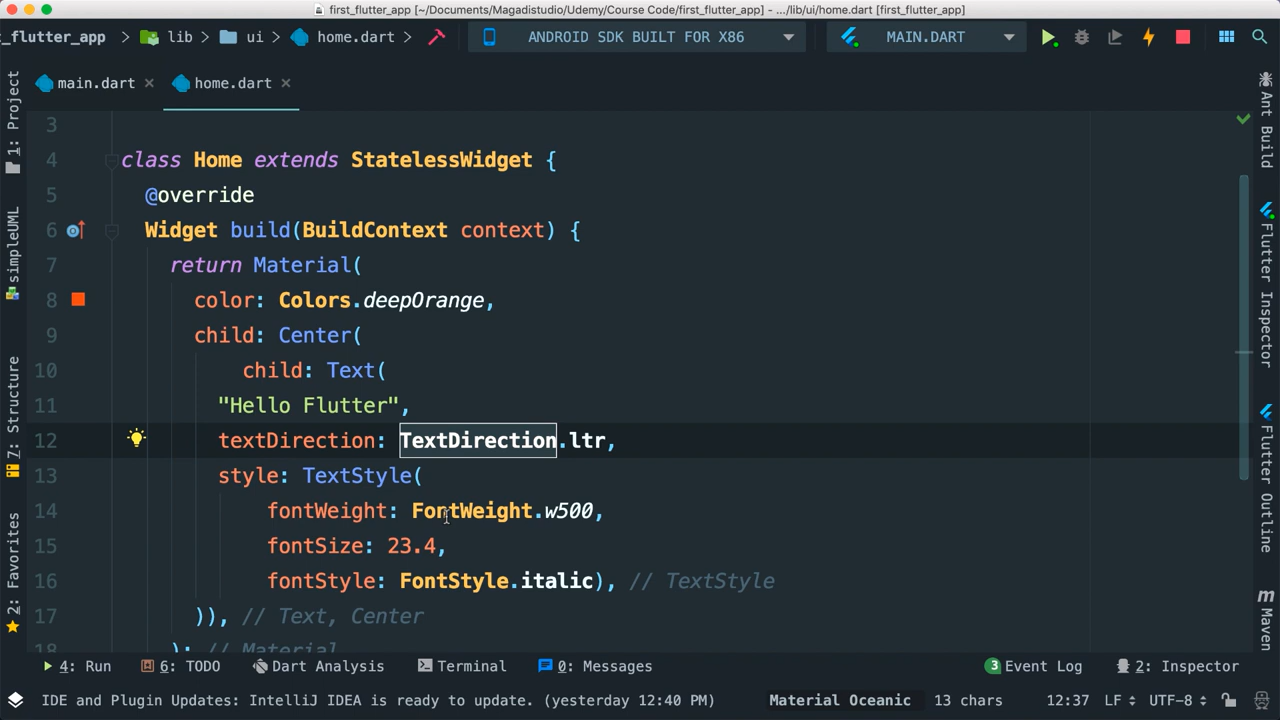 first_flutter_app [~/Documents/Magadistudio/Udemy/Course Code/first_flutter_app] - .../lib/ui/home.dart [first_flutter_app]
t_flutter_app > lib > ui > home.dart > ANDROID SDK BUILT FOR X86 MAIN.DART
main.dart × home.dart ×
1: Project
simpleUML
7: Structure
2: Favorites
3
4 class Home extends StatelessWidget {
5 @override
6 Widget build(BuildContext context) {
7 return Material(
8 color: Colors.deepOrange,
9 child: Center(
10 child: Text(
11 "Hello Flutter",
12 textDirection: TextDirection.ltr,
13 style: TextStyle(
14 fontWeight: FontWeight.w500,
15 fontSize: 23.4,
16 fontStyle: FontStyle.italic), // TextStyle
17 )), // Text, Center
18 ); // Material
Ant Build
Flutter Inspector
Flutter Outline
m Maven
4: Run 6: TODO Dart Analysis Terminal 0: Messages 3 Event Log 2: Inspector
IDE and Plugin Updates: IntelliJ IDEA is ready to update. (yesterday 12:40 PM) Material Oceanic 13 chars 12:37 LF UTF-8